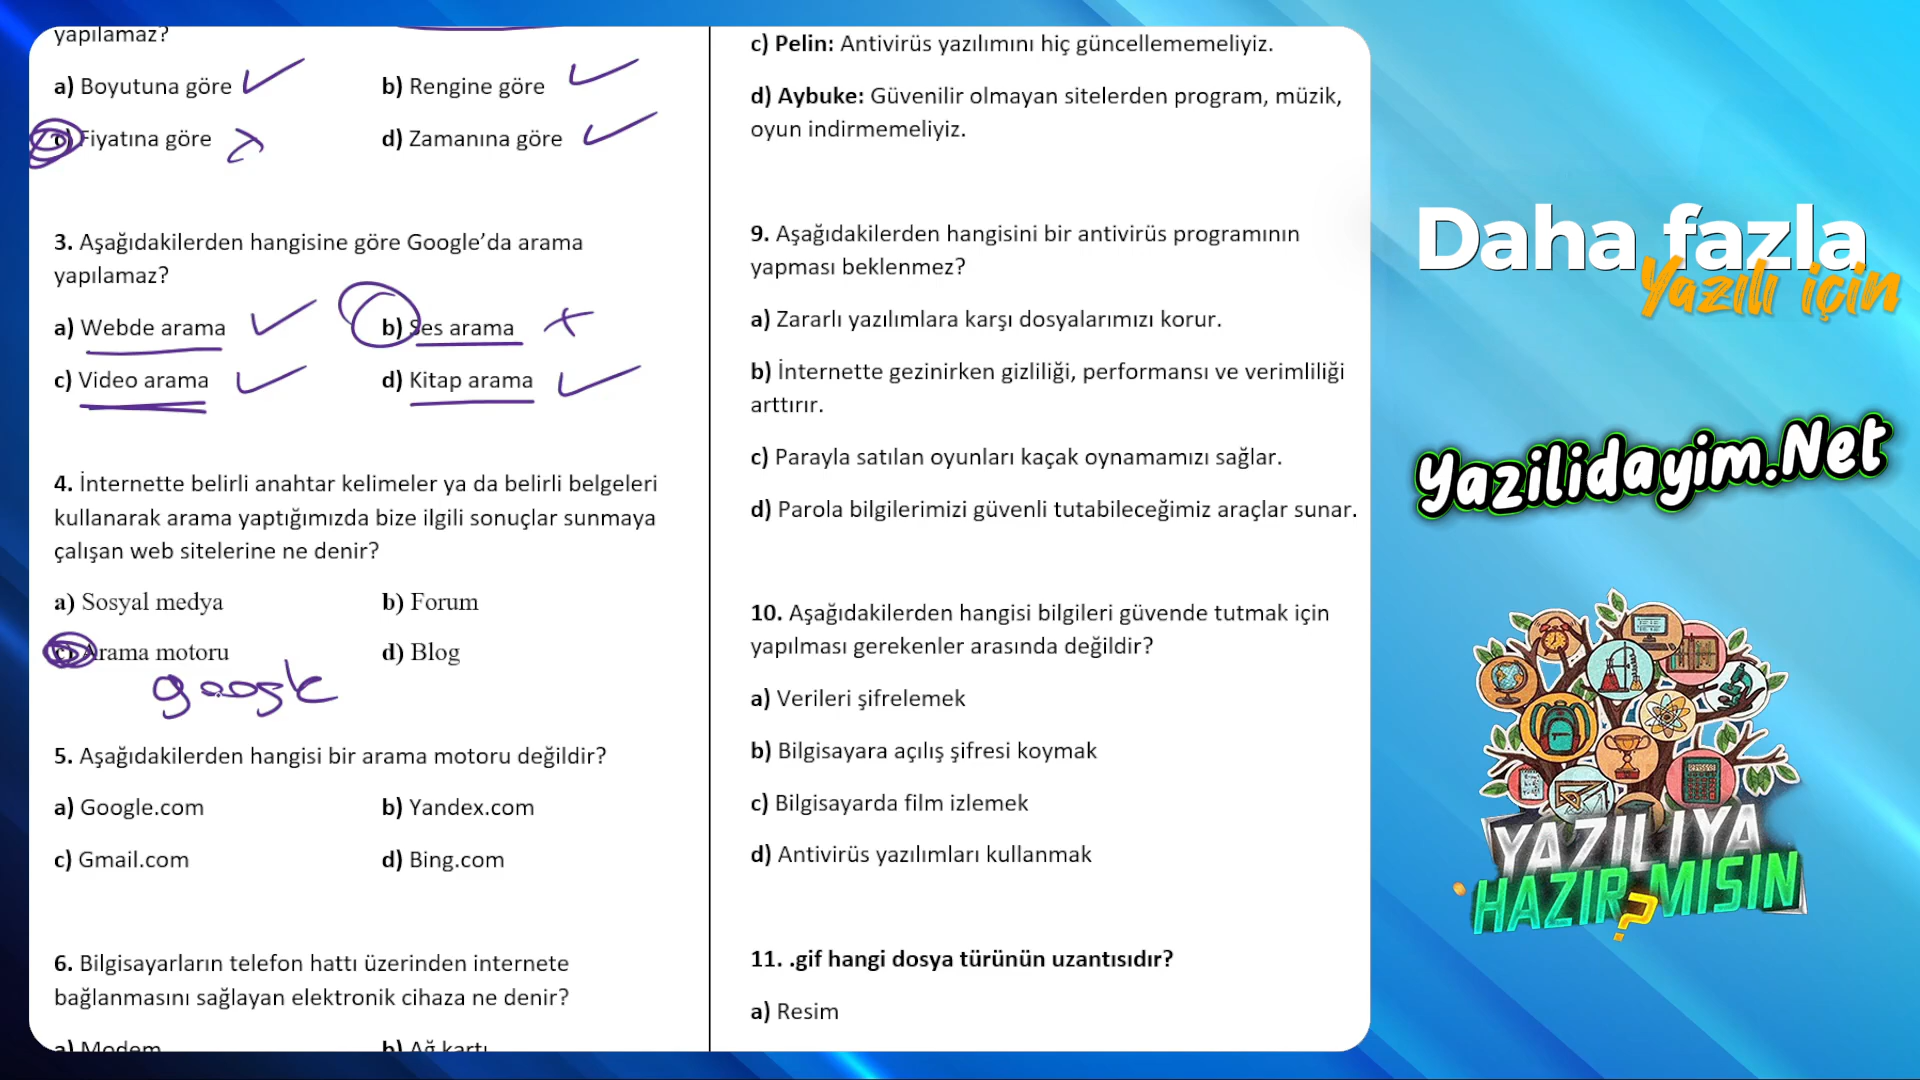 yapılamaz?
a) Boyutuna göre
b) Rengine göre
c) Fiyatına göre
d) Zamanına göre
3. Aşağıdakilerden hangisine göre Google’da arama
yapılamaz?
a) Webde arama
b) Ses arama
c) Video arama
d) Kitap arama
4. İnternette belirli anahtar kelimeler ya da belirli belgeleri
kullanarak arama yaptığımızda bize ilgili sonuçlar sunmaya
çalışan web sitelerine ne denir?
a) Sosyal medya
b) Forum
c) Arama motoru
d) Blog
google
5. Aşağıdakilerden hangisi bir arama motoru değildir?
a) Google.com
b) Yandex.com
c) Gmail.com
d) Bing.com
6. Bilgisayarların telefon hattı üzerinden internete
bağlanmasını sağlayan elektronik cihaza ne denir?
a) Modem
b) Ağ kartı
c) Pelin: Antivirüs yazılımını hiç güncellememeliyiz.
d) Aybuke: Güvenilir olmayan sitelerden program, müzik,
oyun indirmemeliyiz.
9. Aşağıdakilerden hangisini bir antivirüs programının
yapması beklenmez?
a) Zararlı yazılımlara karşı dosyalarımızı korur.
b) İnternette gezinirken gizliliği, performansı ve verimliliği
arttırır.
c) Parayla satılan oyunları kaçak oynamamızı sağlar.
d) Parola bilgilerimizi güvenli tutabileceğimiz araçlar sunar.
10. Aşağıdakilerden hangisi bilgileri güvende tutmak için
yapılması gerekenler arasında değildir?
a) Verileri şifrelemek
b) Bilgisayara açılış şifresi koymak
c) Bilgisayarda film izlemek
d) Antivirüs yazılımları kullanmak
11. .gif hangi dosya türünün uzantısıdır?
a) Resim
Daha fazla
Yazılı için
Yazilidayim.Net
YAZILIYA
HAZIR MISIN
?